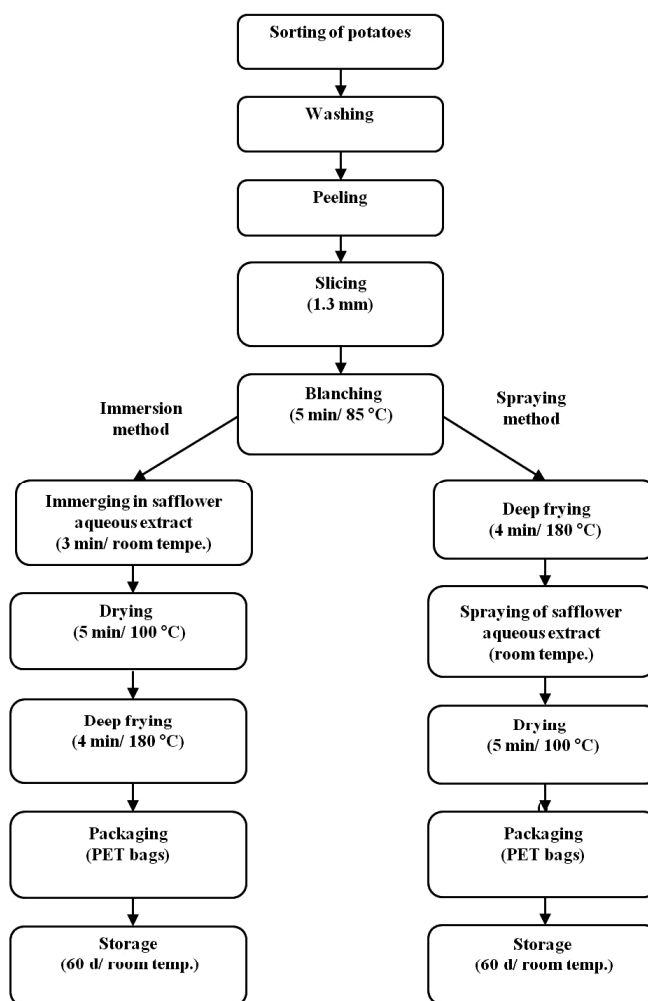 Sorting of potatoes
Washing
Peeling
Slicing
(1.3 mm)
Blanching
(5 min/ 85 °C)
Immersion
method
Spraying
method
Immerging in safflower
aqueous extract
(3 min/ room tempe.)
Drying
(5 min/ 100 °C)
Deep frying
(4 min/ 180 °C)
Packaging
(PET bags)
Storage
(60 d/ room temp.)
Deep frying
(4 min/ 180 °C)
Spraying of safflower
aqueous extract
(room tempe.)
Drying
(5 min/ 100 °C)
Packaging
(PET bags)
Storage
(60 d/ room temp.)